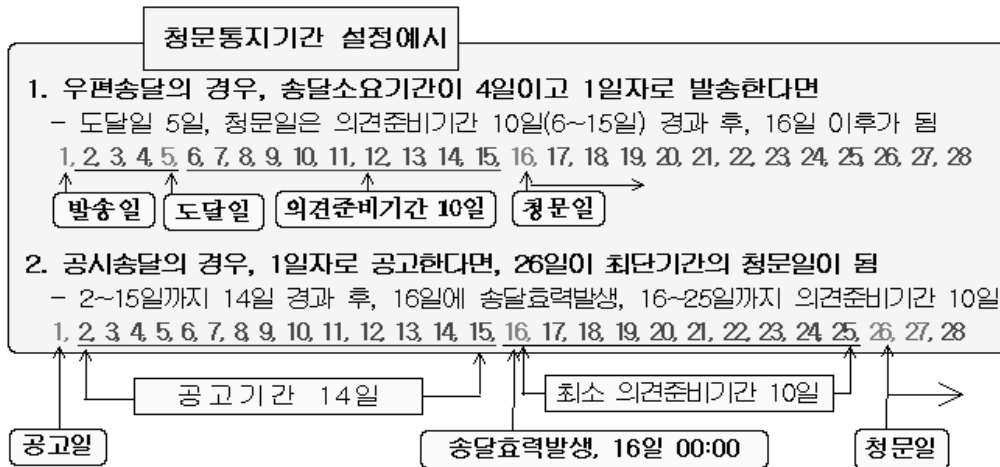 청문통지기간 설정예시
1. 우편송달의 경우, 송달소요기간이 4일이고 1일자로 발송한다면
- 도달일 5일, 청문일은 의견준비기간 10일(6~15일) 경과 후, 16일 이후가 됨
1, 2, 3, 4, 5, 6, 7, 8, 9, 10, 11, 12, 13, 14, 15, 16, 17, 18, 19, 20, 21, 22, 23, 24, 25, 26, 27, 28
발송일 도달일 의견준비기간 10일 청문일
2. 공시송달의 경우, 1일자로 공고한다면, 26일이 최단기간의 청문일이 됨
- 2~15일까지 14일 경과 후, 16일에 송달효력발생, 16~25일까지 의견준비기간 10일
1, 2, 3, 4, 5, 6, 7, 8, 9, 10, 11, 12, 13, 14, 15, 16, 17, 18, 19, 20, 21, 22, 23, 24, 25, 26, 27, 28
공고기간 14일 최소 의견준비기간 10일
공고일 송달효력발생, 16일 00:00 청문일